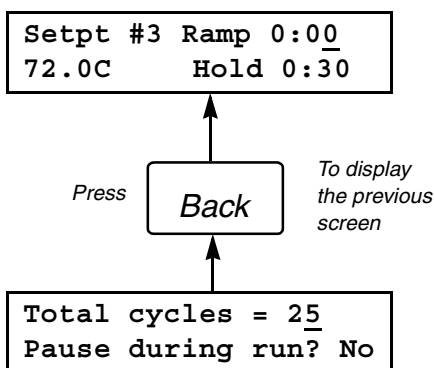 Setpt #3 Ramp 0:00
72.0C Hold 0:30
Press
Back
To display
the previous
screen
Total cycles = 25
Pause during run? No